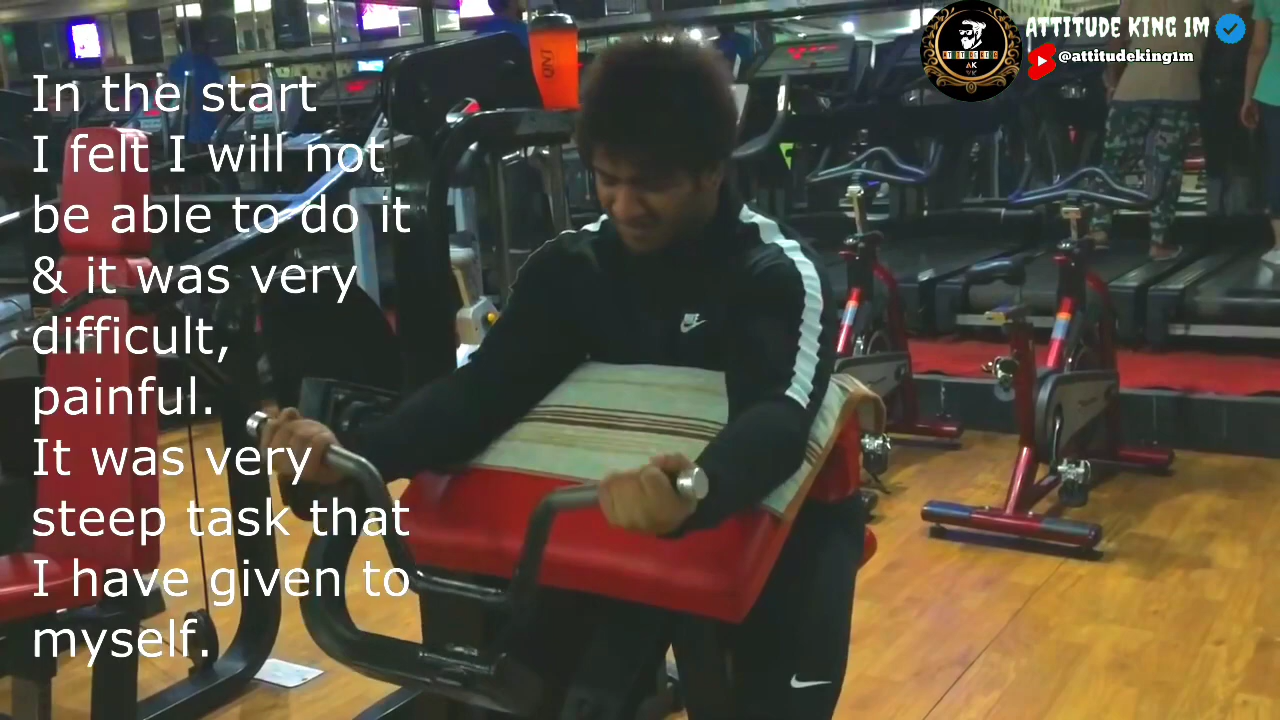 ATTITUDE KING 1M
@attitudeking1m
QNT
In the start
I felt I will not
be able to do it
& it was very
difficult,
painful.
It was very
steep task that
I have given to
myself.